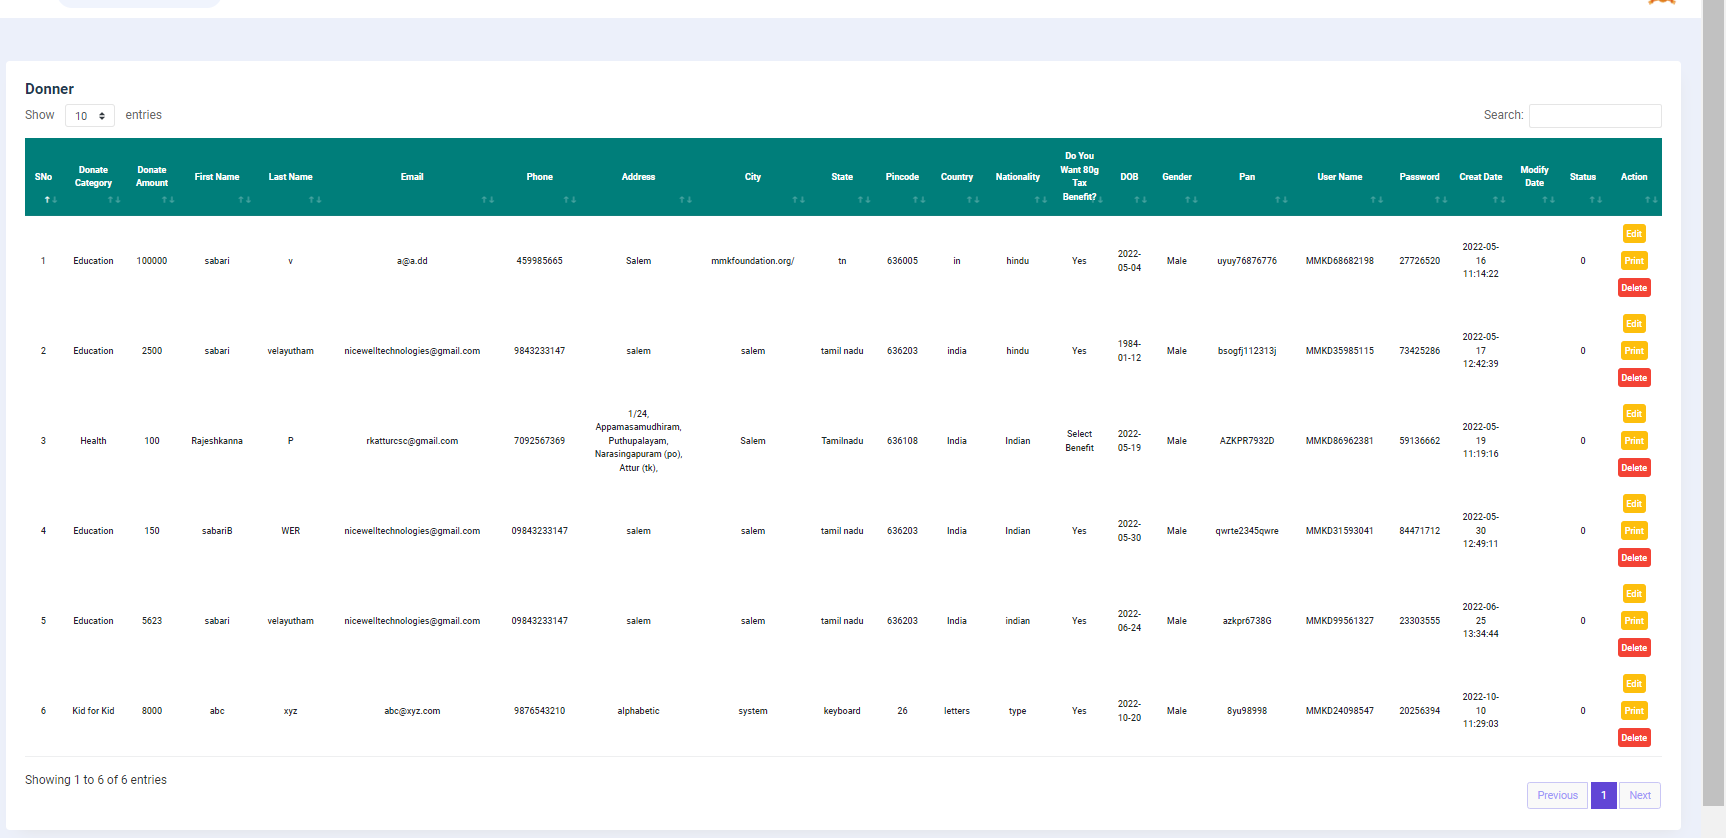 Donner
Show 10 entries
Search:
SNo Donate Category Donate Amount First Name Last Name Email Phone Address City State Pincode Country Nationality Do You Want 80g Tax Benefit? DOB Gender Pan User Name Password Creat Date Modify Date Status Action
1 Education 100000 sabari v a@a.dd 459985665 Salem mmkfoundation.org/ tn 636005 in hindu Yes 2022-05-04 Male uyuy76876776 MMKD68682198 27726520 2022-05-16 11:14:22 0 Edit Print Delete
2 Education 2500 sabari velayutham nicewelltechnologies@gmail.com 9843233147 salem salem tamil nadu 636203 india hindu Yes 1984-01-12 Male bsogfj112313j MMKD35985115 73425286 2022-05-17 12:42:39 0 Edit Print Delete
3 Health 100 Rajeshkanna P rkatturcsc@gmail.com 7092567369 1/24, Appamasamudhiram, Puthupalayam, Narasingapuram (po), Attur (tk), Salem Tamilnadu 636108 India Indian Select Benefit 2022-05-19 Male AZKPR7932D MMKD86962381 59136662 2022-05-19 11:19:16 0 Edit Print Delete
4 Education 150 sabariB WER nicewelltechnologies@gmail.com 09843233147 salem salem tamil nadu 636203 India Indian Yes 2022-05-30 Male qwrte2345qwre MMKD31593041 84471712 2022-05-30 12:49:11 0 Edit Print Delete
5 Education 5623 sabari velayutham nicewelltechnologies@gmail.com 09843233147 salem salem tamil nadu 636203 India indian Yes 2022-06-24 Male azkpr6738G MMKD99561327 23303555 2022-06-25 13:34:44 0 Edit Print Delete
6 Kid for Kid 8000 abc xyz abc@xyz.com 9876543210 alphabetic system keyboard 26 letters type Yes 2022-10-20 Male 8yu98998 MMKD24098547 20256394 2022-10-10 11:29:03 0 Edit Print Delete
Showing 1 to 6 of 6 entries
Previous 1 Next